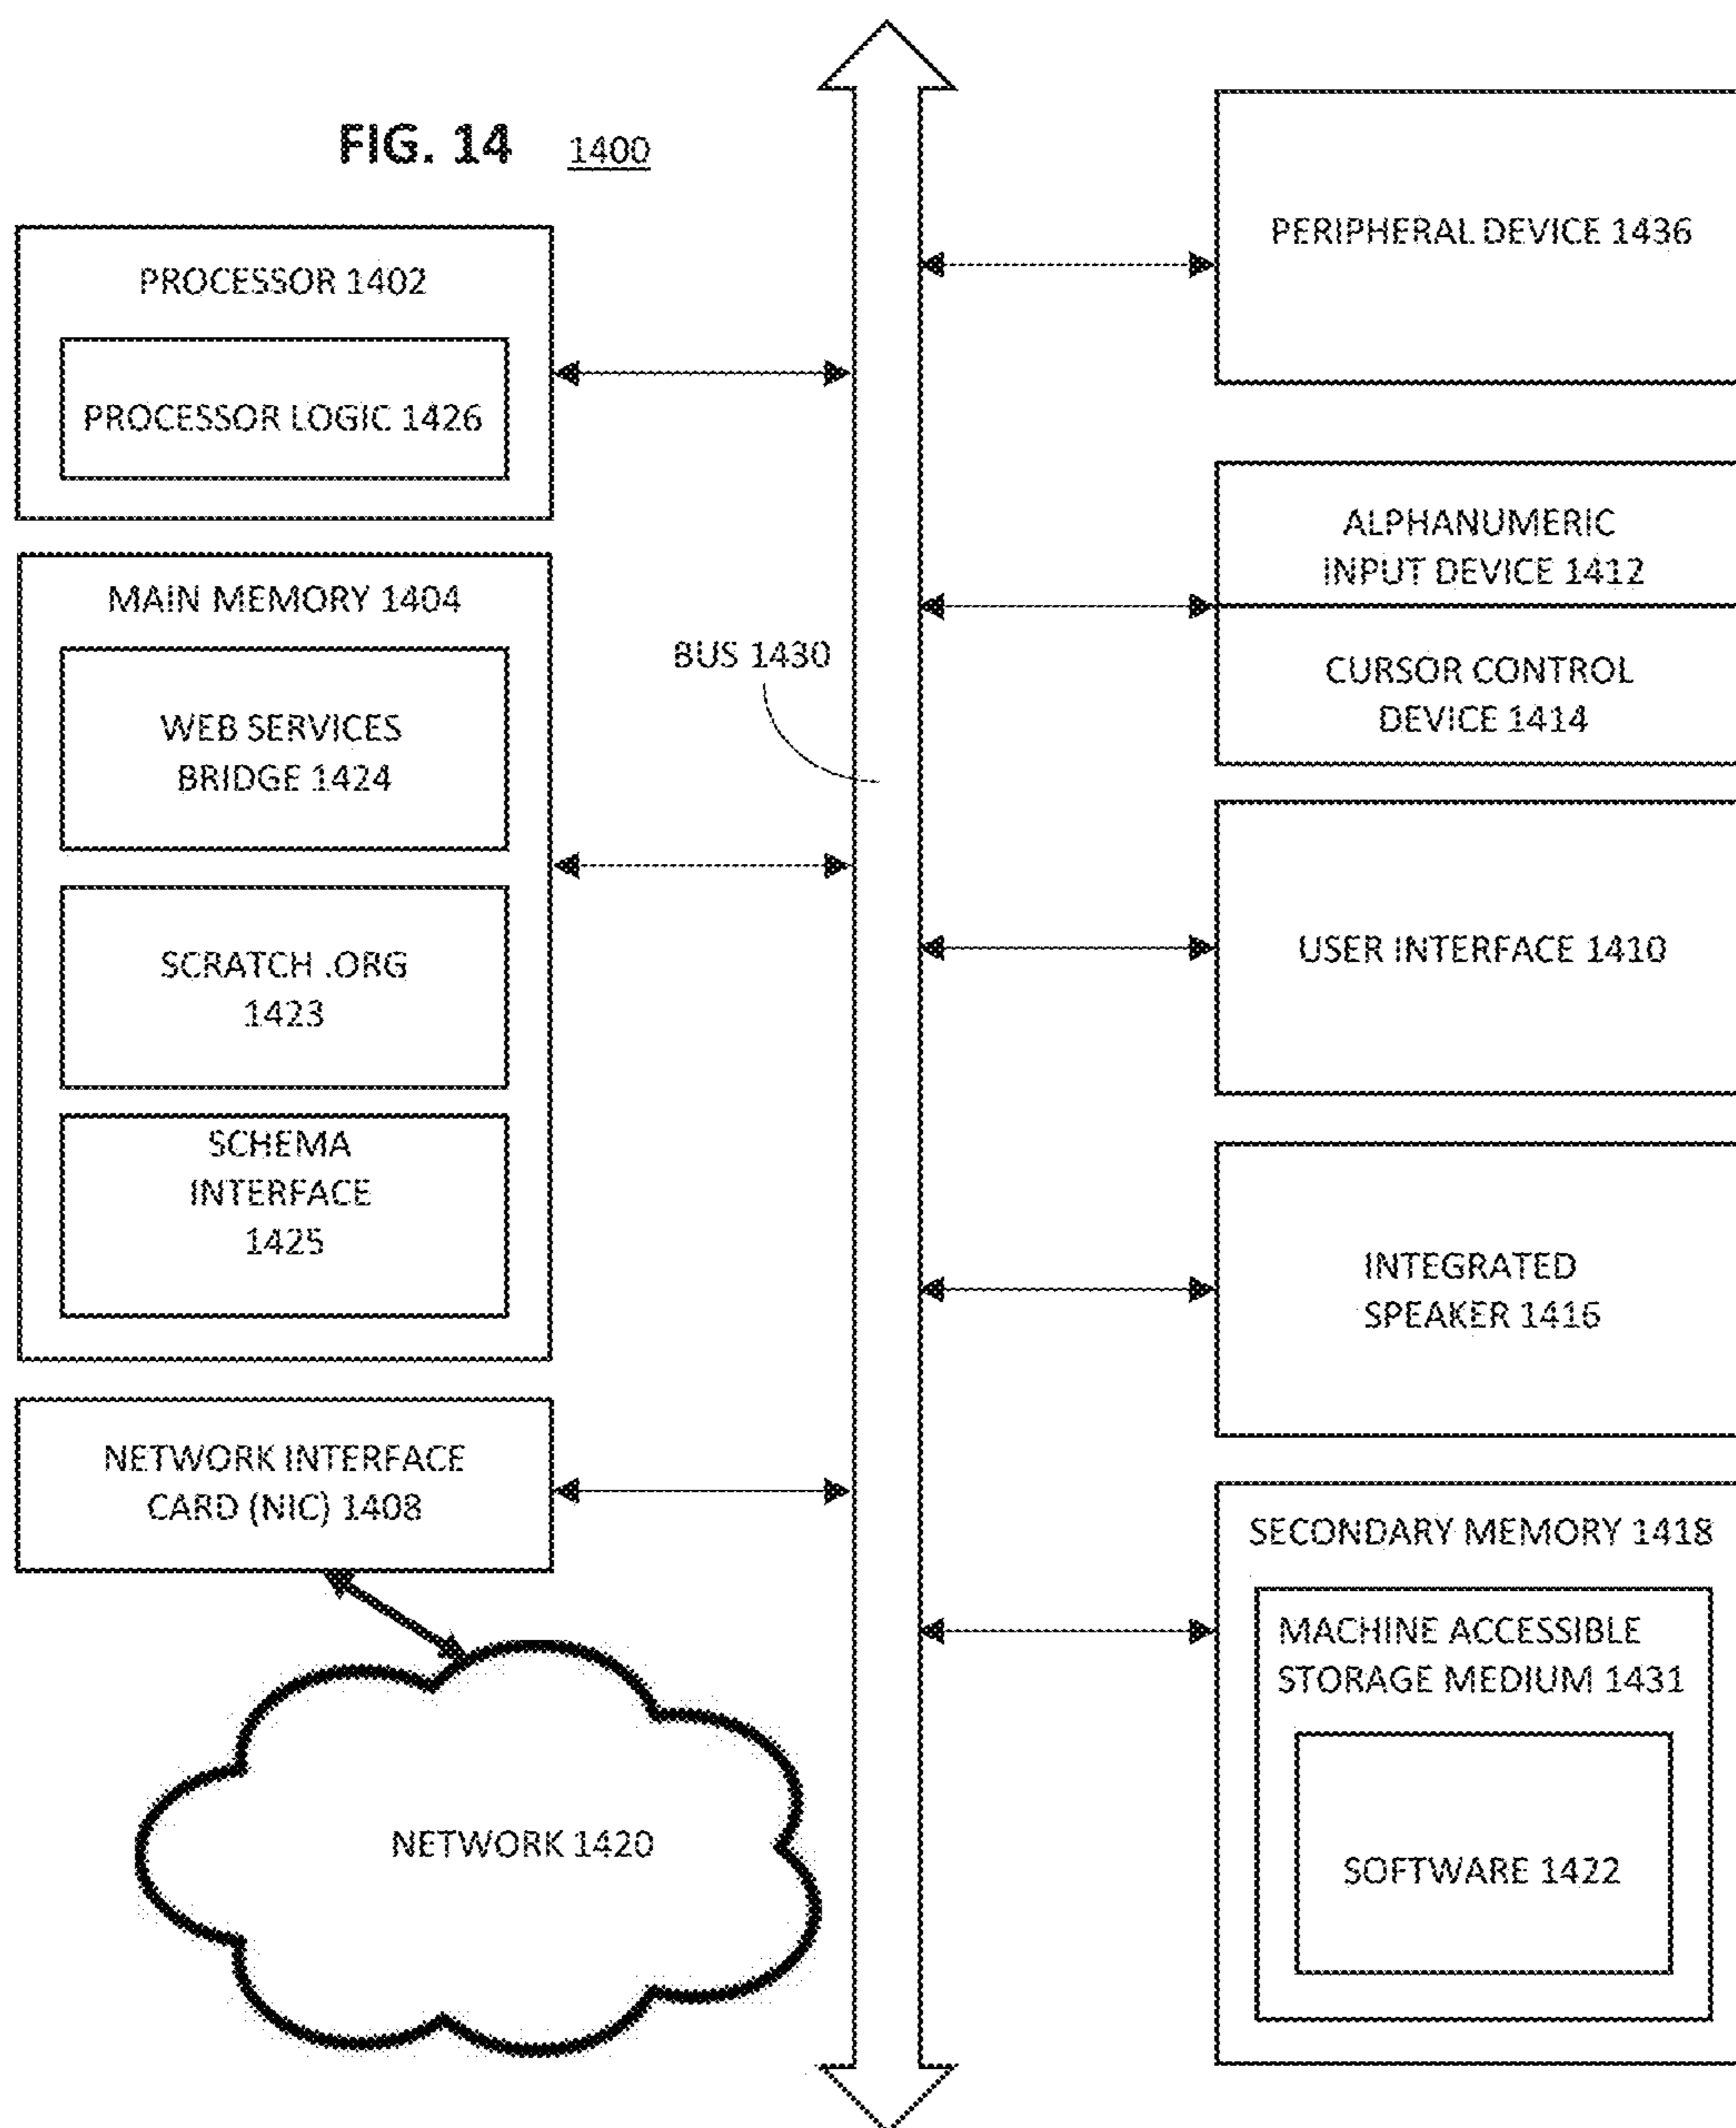 FIG. 14 1400
PROCESSOR 1402
PROCESSOR LOGIC 1426
MAIN MEMORY 1404
WEB SERVICES
BRIDGE 1424
SCRATCH .ORG
1423
SCHEMA
INTERFACE
1425
NETWORK INTERFACE
CARD (NIC) 1408
NETWORK 1420
BUS 1430
PERIPHERAL DEVICE 1436
ALPHANUMERIC
INPUT DEVICE 1412
CURSOR CONTROL
DEVICE 1414
USER INTERFACE 1410
INTEGRATED
SPEAKER 1416
SECONDARY MEMORY 1418
MACHINE ACCESSIBLE
STORAGE MEDIUM 1431
SOFTWARE 1422